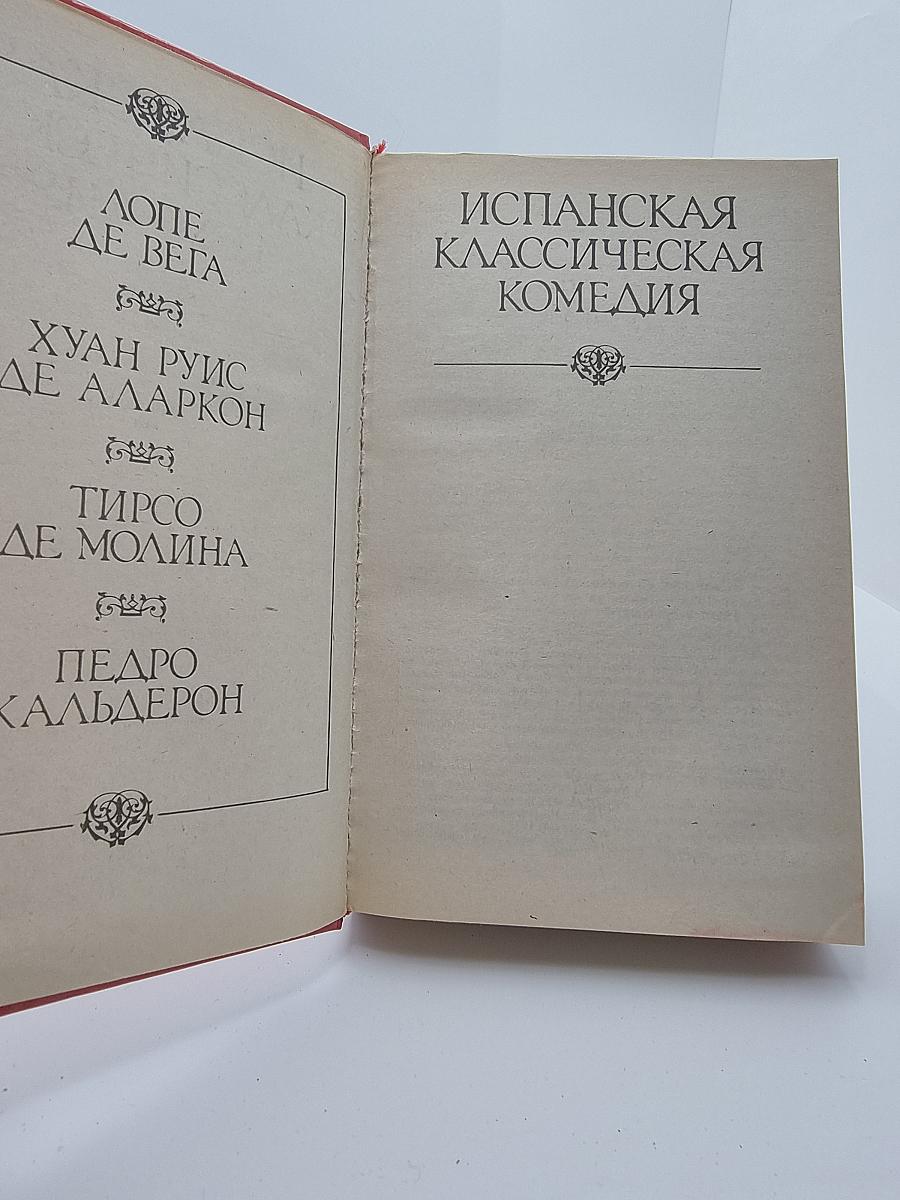 ЛОПЕ
ДЕ ВЕГА
ХУАН РУИС
ДЕ АЛАРКОН
ТИРСО
ДЕ МОЛИНА
ПЕДРО
КАЛЬДЕРОН
ИСПАНСКАЯ
КЛАССИЧЕСКАЯ
КОМЕДИЯ